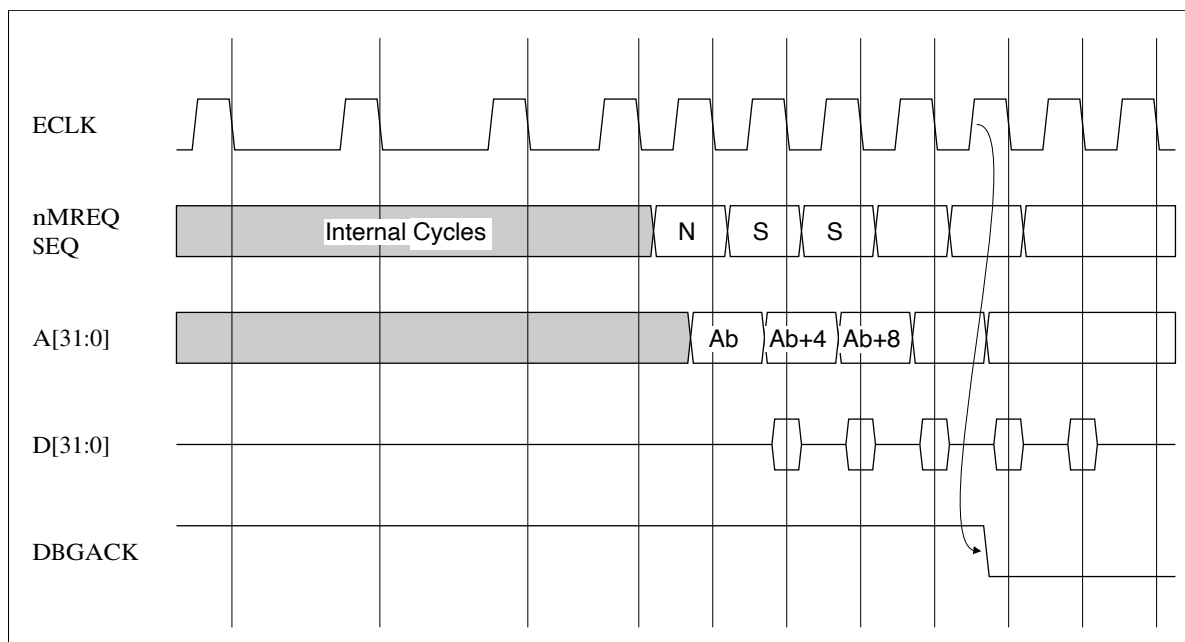 ECLK
nMREQ
SEQ
Internal Cycles
N
S
S
A[31:0]
Ab
Ab+4
Ab+8
D[31:0]
DBGACK